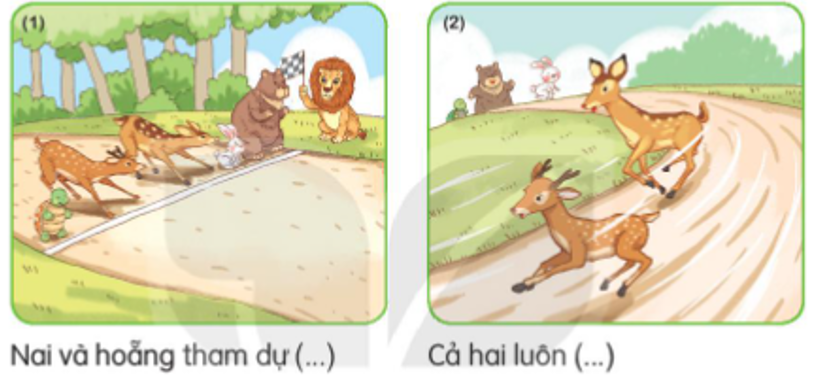 (1)
(2)
Nai và hoẵng tham dự (...)
Cả hai luôn (...)